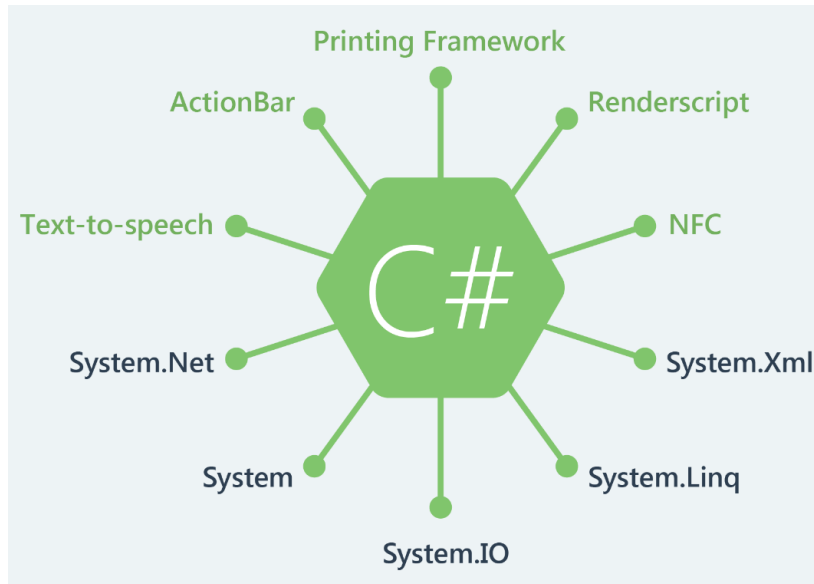 Printing Framework
ActionBar
Renderscript
Text-to-speech
NFC
C#
System.Net
System.Xml
System
System.Linq
System.IO